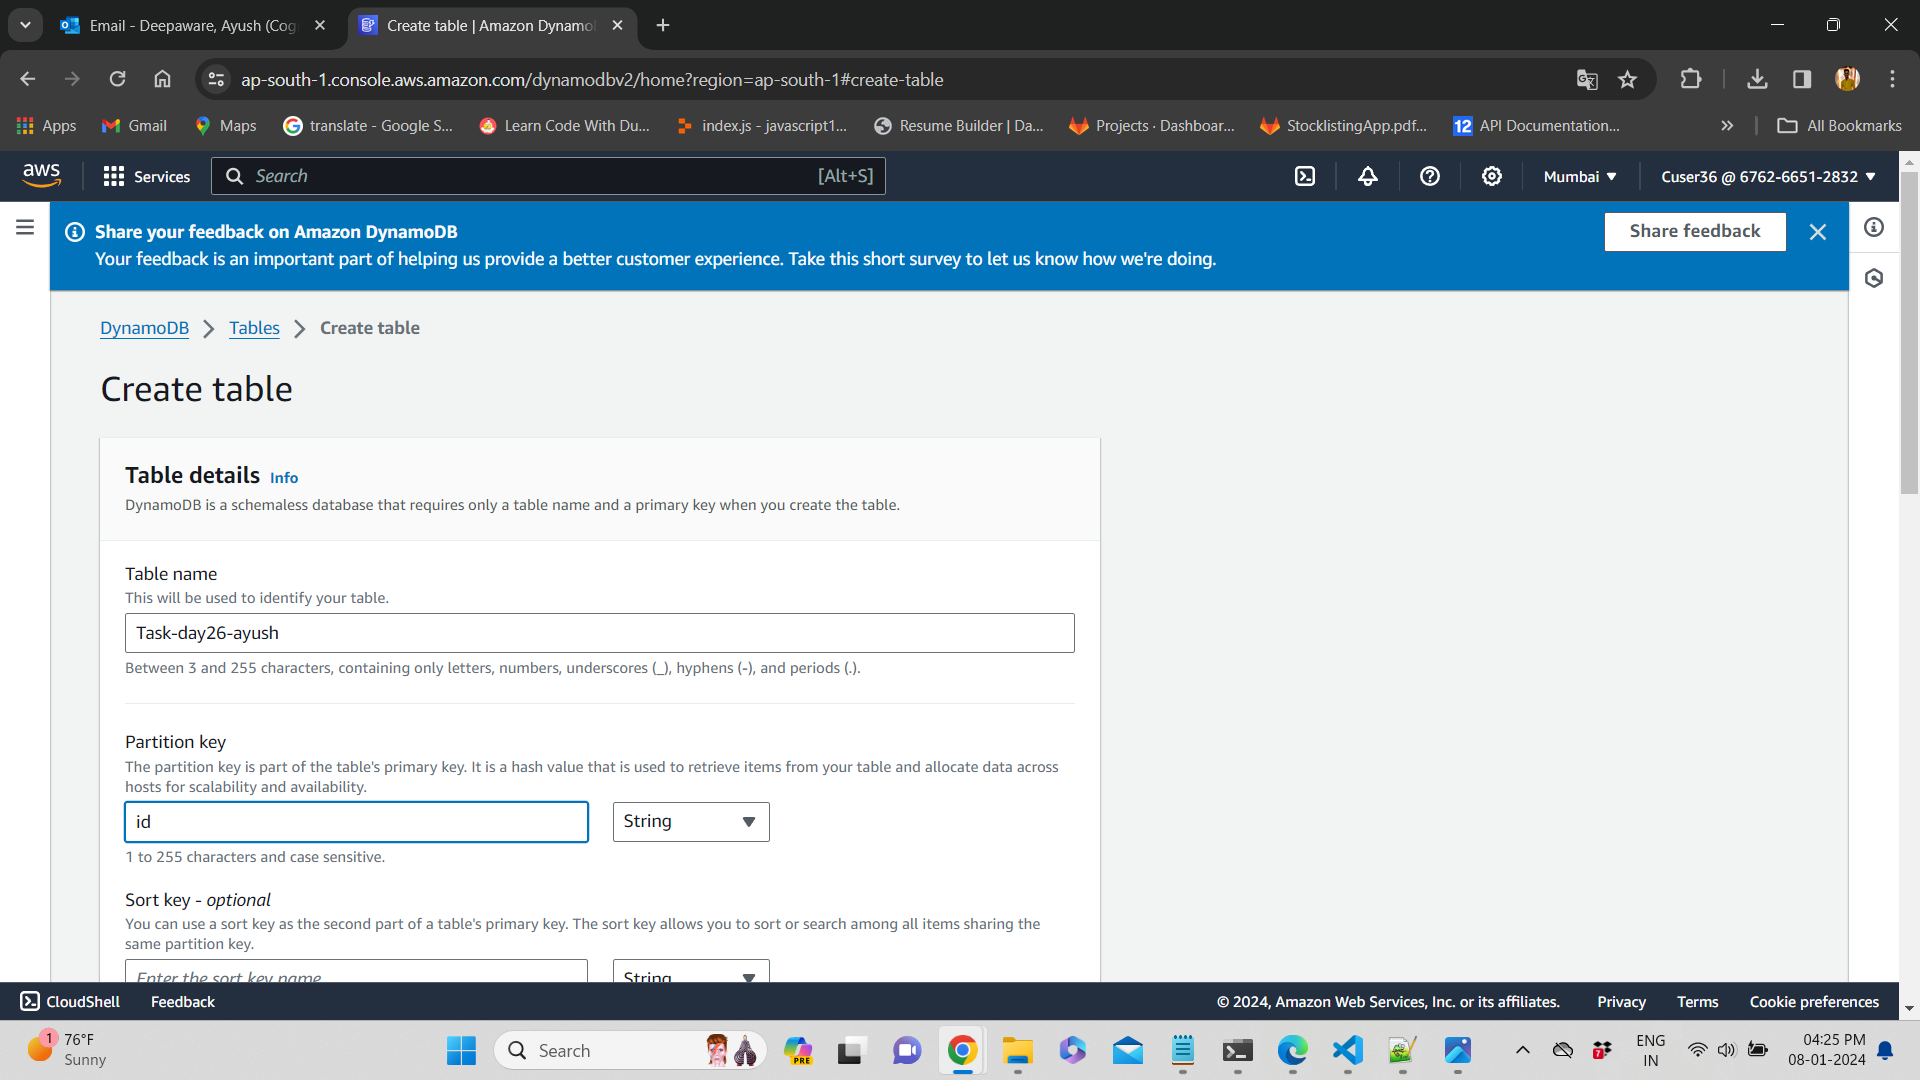 Email - Deepaware, Ayush (Cog
Create table | Amazon Dynamo
ap-south-1.console.aws.amazon.com/dynamodbv2/home?region=ap-south-1#create-table
Apps
Gmail
Maps
translate - Google S...
Learn Code With Du...
index.js - javascript1...
Resume Builder | Da...
Projects · Dashboar...
StocklistingApp.pdf...
12 API Documentation...
All Bookmarks
aws
Services
Search
[Alt+S]
Mumbai
Cuser36 @ 6762-6651-2832
Share your feedback on Amazon DynamoDB
Your feedback is an important part of helping us provide a better customer experience. Take this short survey to let us know how we're doing.
Share feedback
DynamoDB
Tables
Create table
Create table
Table details Info
DynamoDB is a schemaless database that requires only a table name and a primary key when you create the table.
Table name
This will be used to identify your table.
Task-day26-ayush
Between 3 and 255 characters, containing only letters, numbers, underscores (_), hyphens (-), and periods (.).
Partition key
The partition key is part of the table's primary key. It is a hash value that is used to retrieve items from your table and allocate data across
hosts for scalability and availability.
id
String
1 to 255 characters and case sensitive.
Sort key - optional
You can use a sort key as the second part of a table's primary key. The sort key allows you to sort or search among all items sharing the
same partition key.
Enter the sort key name
String
CloudShell
Feedback
© 2024, Amazon Web Services, Inc. or its affiliates.
Privacy
Terms
Cookie preferences
1
76°F
Sunny
Search
PRE
7
ENG
IN
04:25 PM
08-01-2024